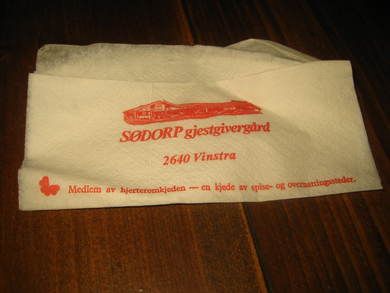 SØDORP gjestgivergård
2640 Vinstra
Medlem av hjerteromkjeden — en kjede av spise- og overnattingssteder.